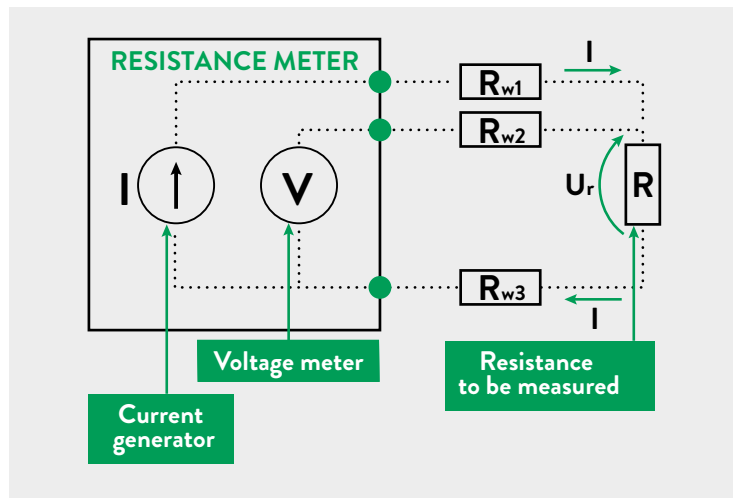 RESISTANCE METER
I
Rw1
Rw2
I
V
Ur
R
Rw3
I
Voltage meter
Resistance
to be measured
Current
generator